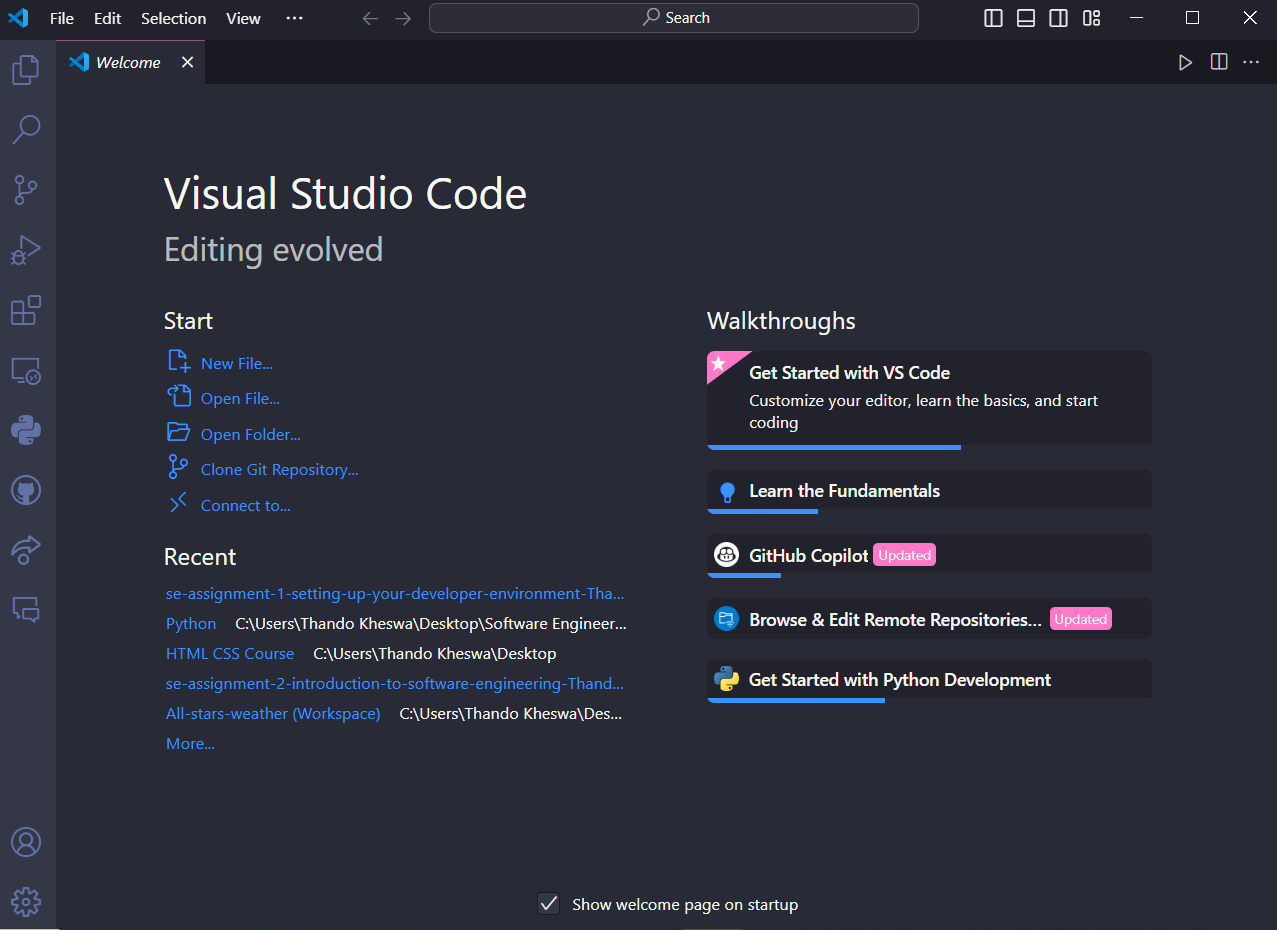 File Edit Selection View ··· Search
Welcome
Visual Studio Code
Editing evolved
Start
New File...
Open File...
Open Folder...
Clone Git Repository...
Connect to...
Recent
se-assignment-1-setting-up-your-developer-environment-Tha...
Python C:\Users\Thando Kheswa\Desktop\Software Engineer...
HTML CSS Course C:\Users\Thando Kheswa\Desktop
se-assignment-2-introduction-to-software-engineering-Thand...
All-stars-weather (Workspace) C:\Users\Thando Kheswa\Des...
More...
Walkthroughs
Get Started with VS Code
Customize your editor, learn the basics, and start
coding
Learn the Fundamentals
GitHub Copilot Updated
Browse & Edit Remote Repositories... Updated
Get Started with Python Development
Show welcome page on startup